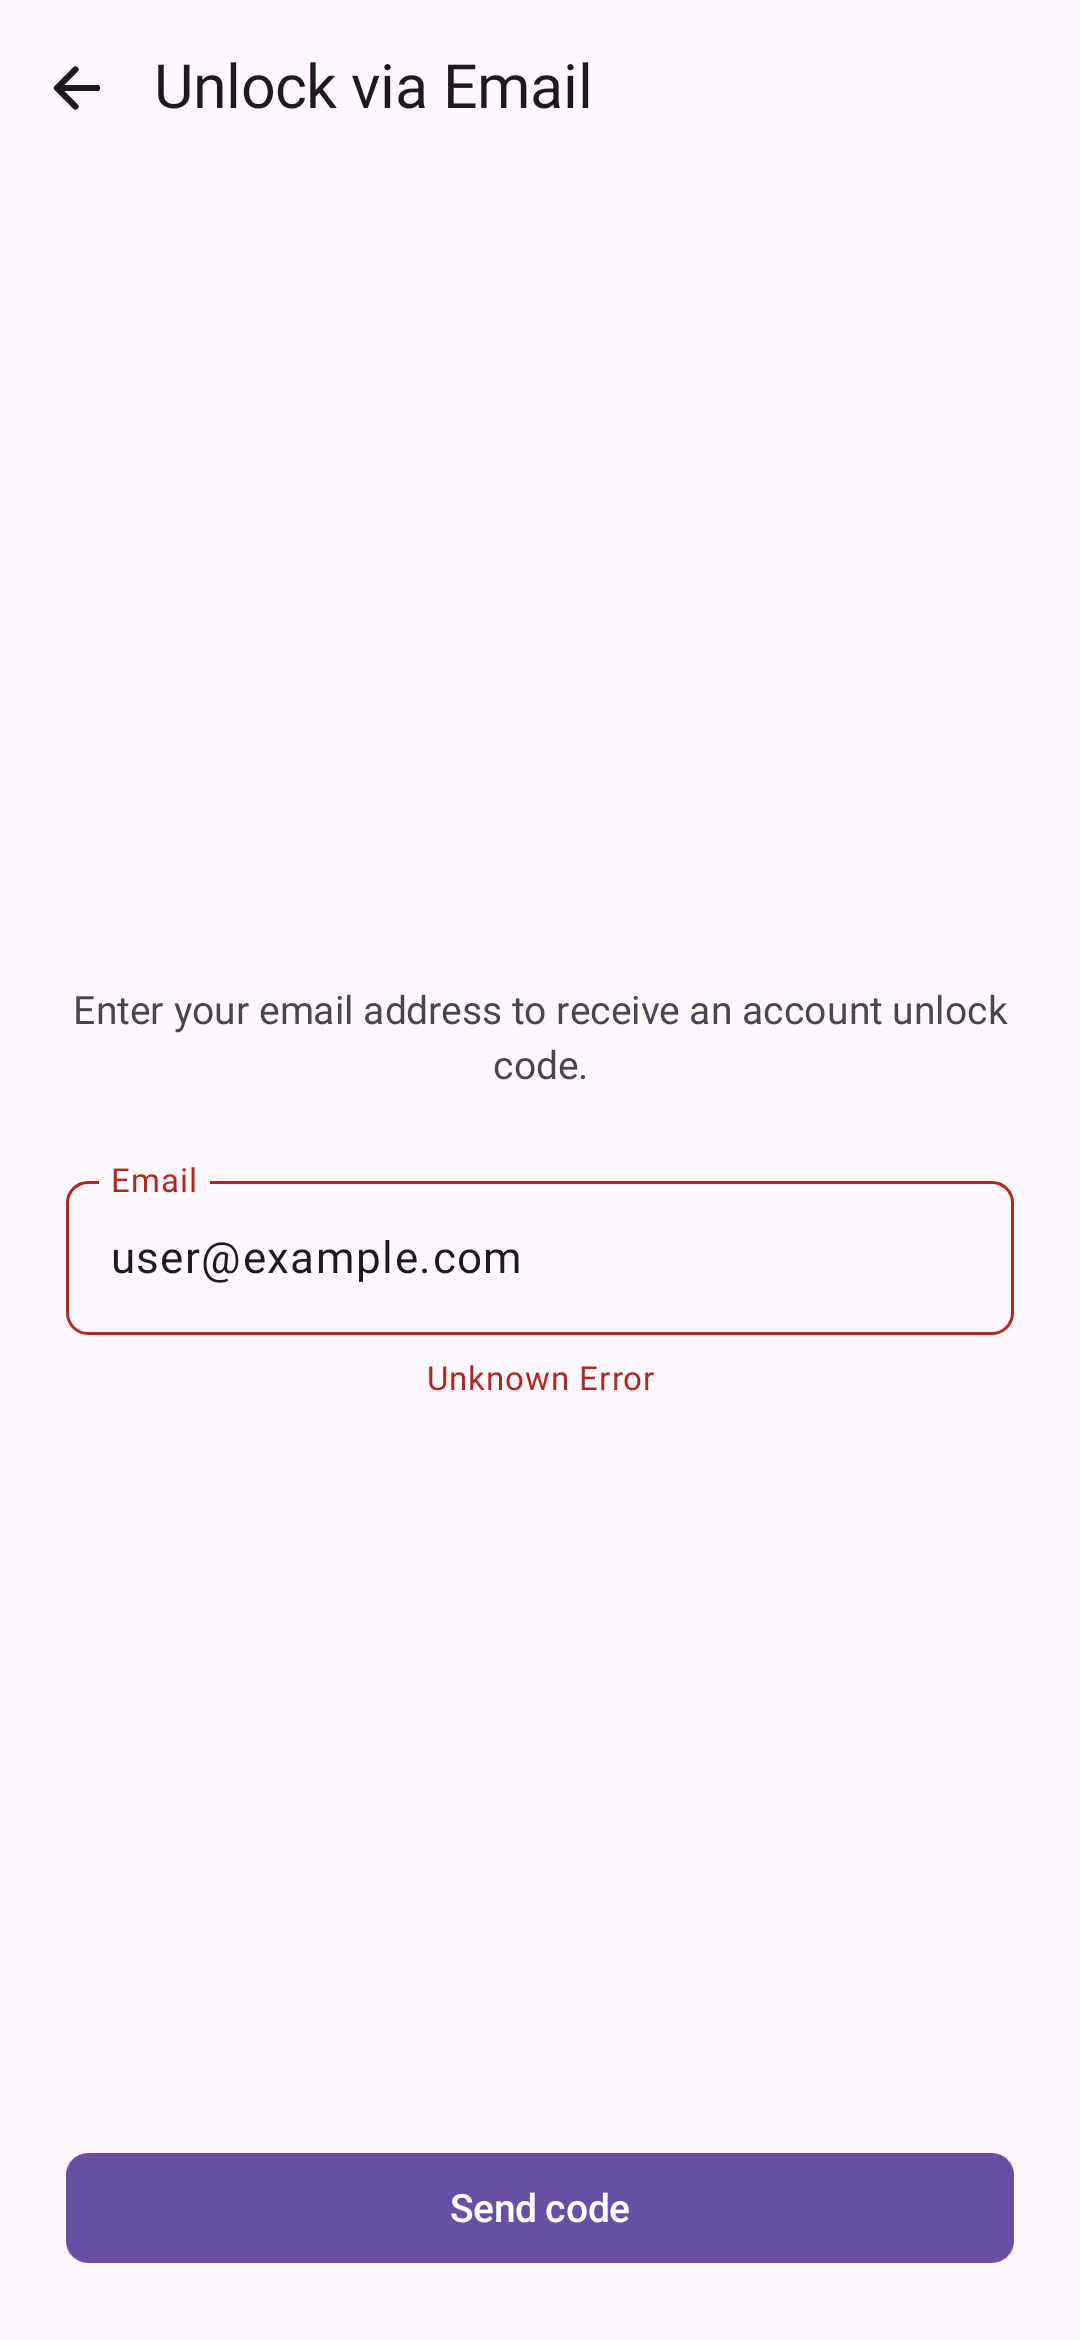 Unlock via Email
Enter your email address to receive an account unlock
code.
Email
user@example.com
Unknown Error
Send code